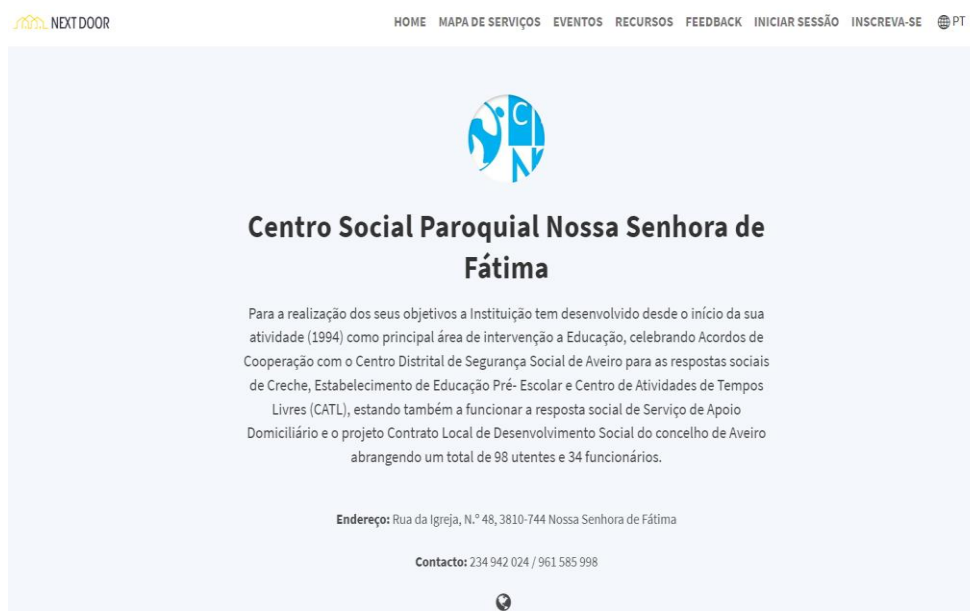 NEXT DOOR
HOME MAPA DE SERVIÇOS EVENTOS RECURSOS FEEDBACK INICIAR SESSÃO INSCREVA-SE PT
Centro Social Paroquial Nossa Senhora de
Fátima
Para a realização dos seus objetivos a Instituição tem desenvolvido desde o início da sua
atividade (1994) como principal área de intervenção a Educação, celebrando Acordos de
Cooperação com o Centro Distrital de Segurança Social de Aveiro para as respostas sociais
de Creche, Estabelecimento de Educação Pré- Escolar e Centro de Atividades de Tempos
Livres (CATL), estando também a funcionar a resposta social de Serviço de Apoio
Domiciliário e o projeto Contrato Local de Desenvolvimento Social do concelho de Aveiro
abrangendo um total de 98 utentes e 34 funcionários.
Endereço: Rua da Igreja, N.º 48, 3810-744 Nossa Senhora de Fátima
Contacto: 234 942 024 / 961 585 998